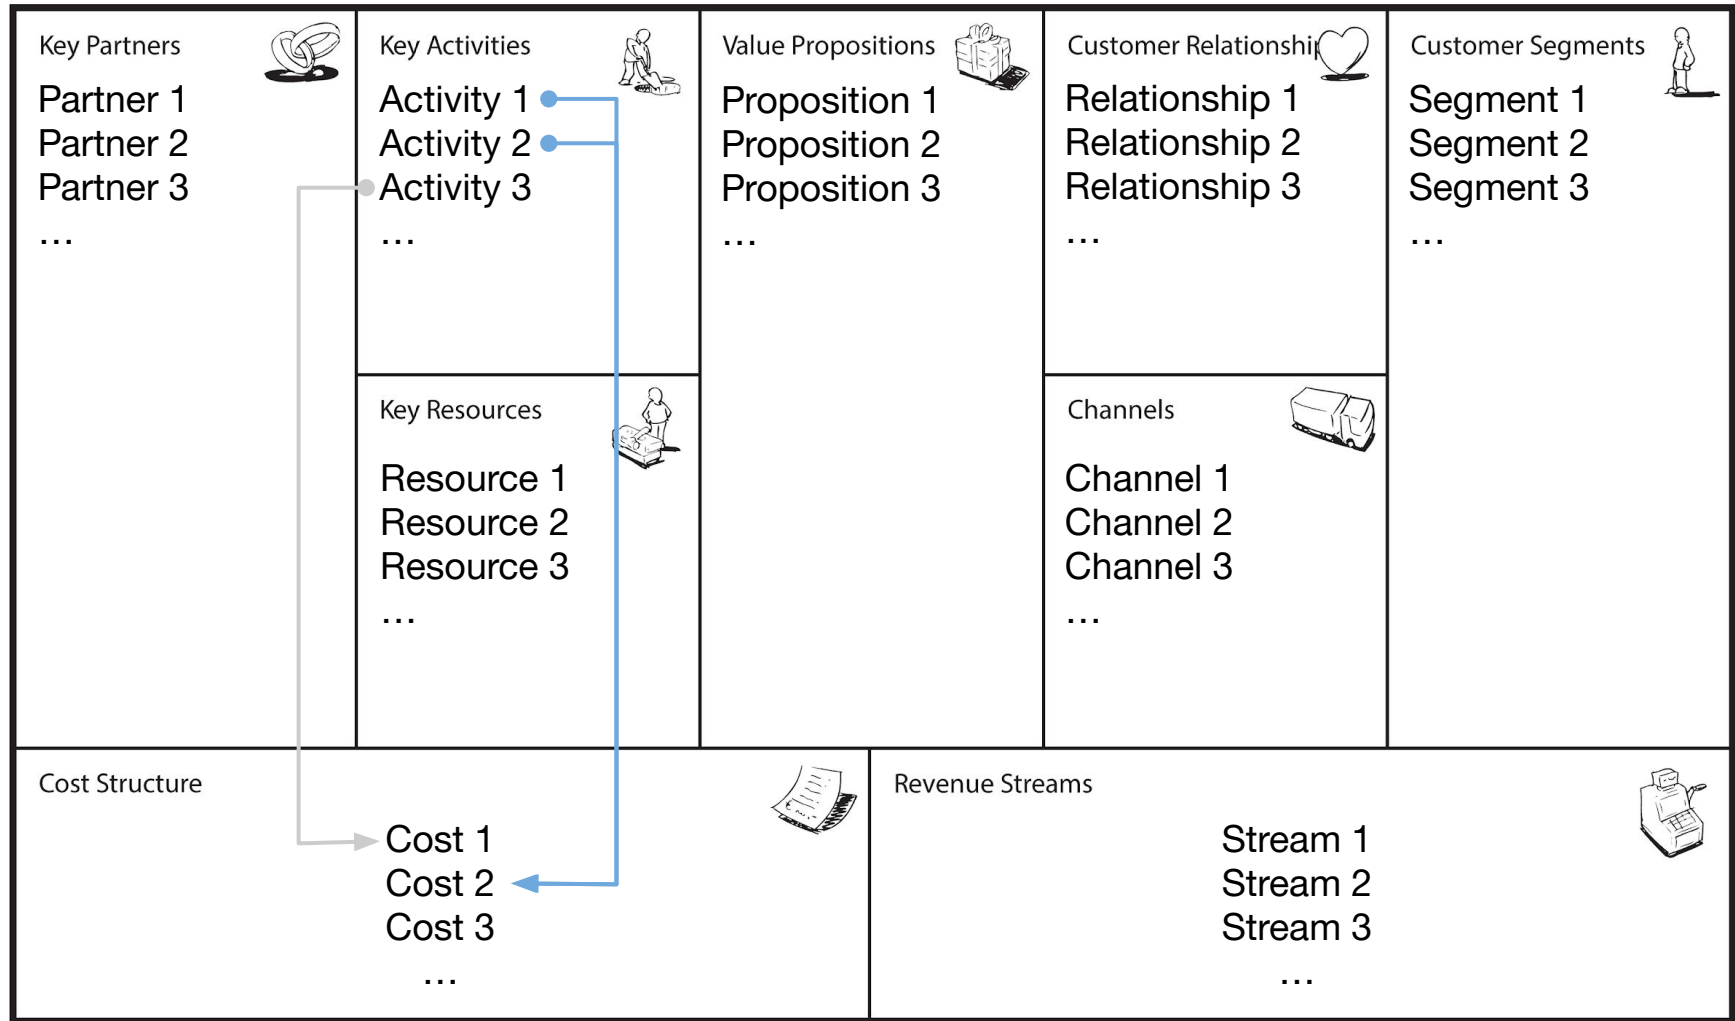 Key Partners
Partner 1
Partner 2
Partner 3
...
Key Activities
Activity 1
Activity 2
Activity 3
...
Key Resources
Resource 1
Resource 2
Resource 3
...
Value Propositions
Proposition 1
Proposition 2
Proposition 3
...
Customer Relationship
Relationship 1
Relationship 2
Relationship 3
...
Channels
Channel 1
Channel 2
Channel 3
...
Customer Segments
Segment 1
Segment 2
Segment 3
...
Cost Structure
Cost 1
Cost 2
Cost 3
...
Revenue Streams
Stream 1
Stream 2
Stream 3
...